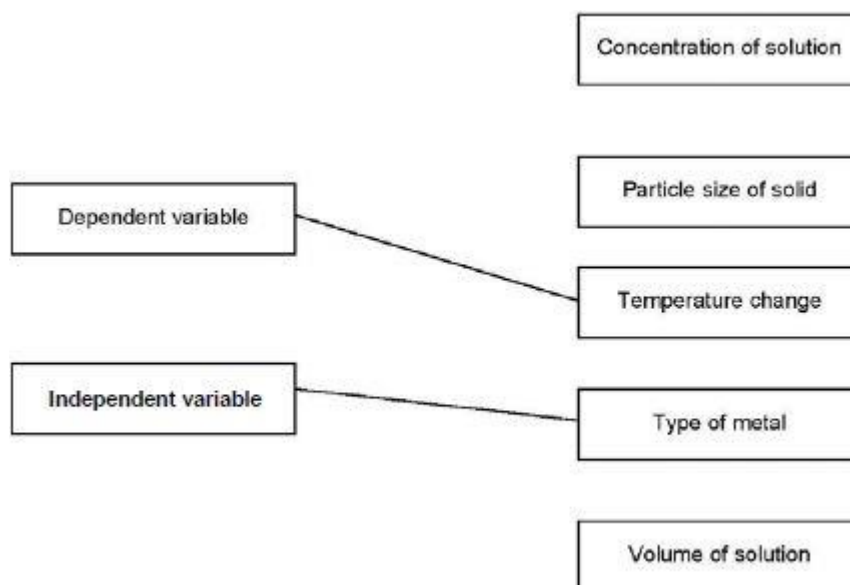 Concentration of solution
Particle size of solid
Dependent variable
Temperature change
Independent variable
Type of metal
Volume of solution